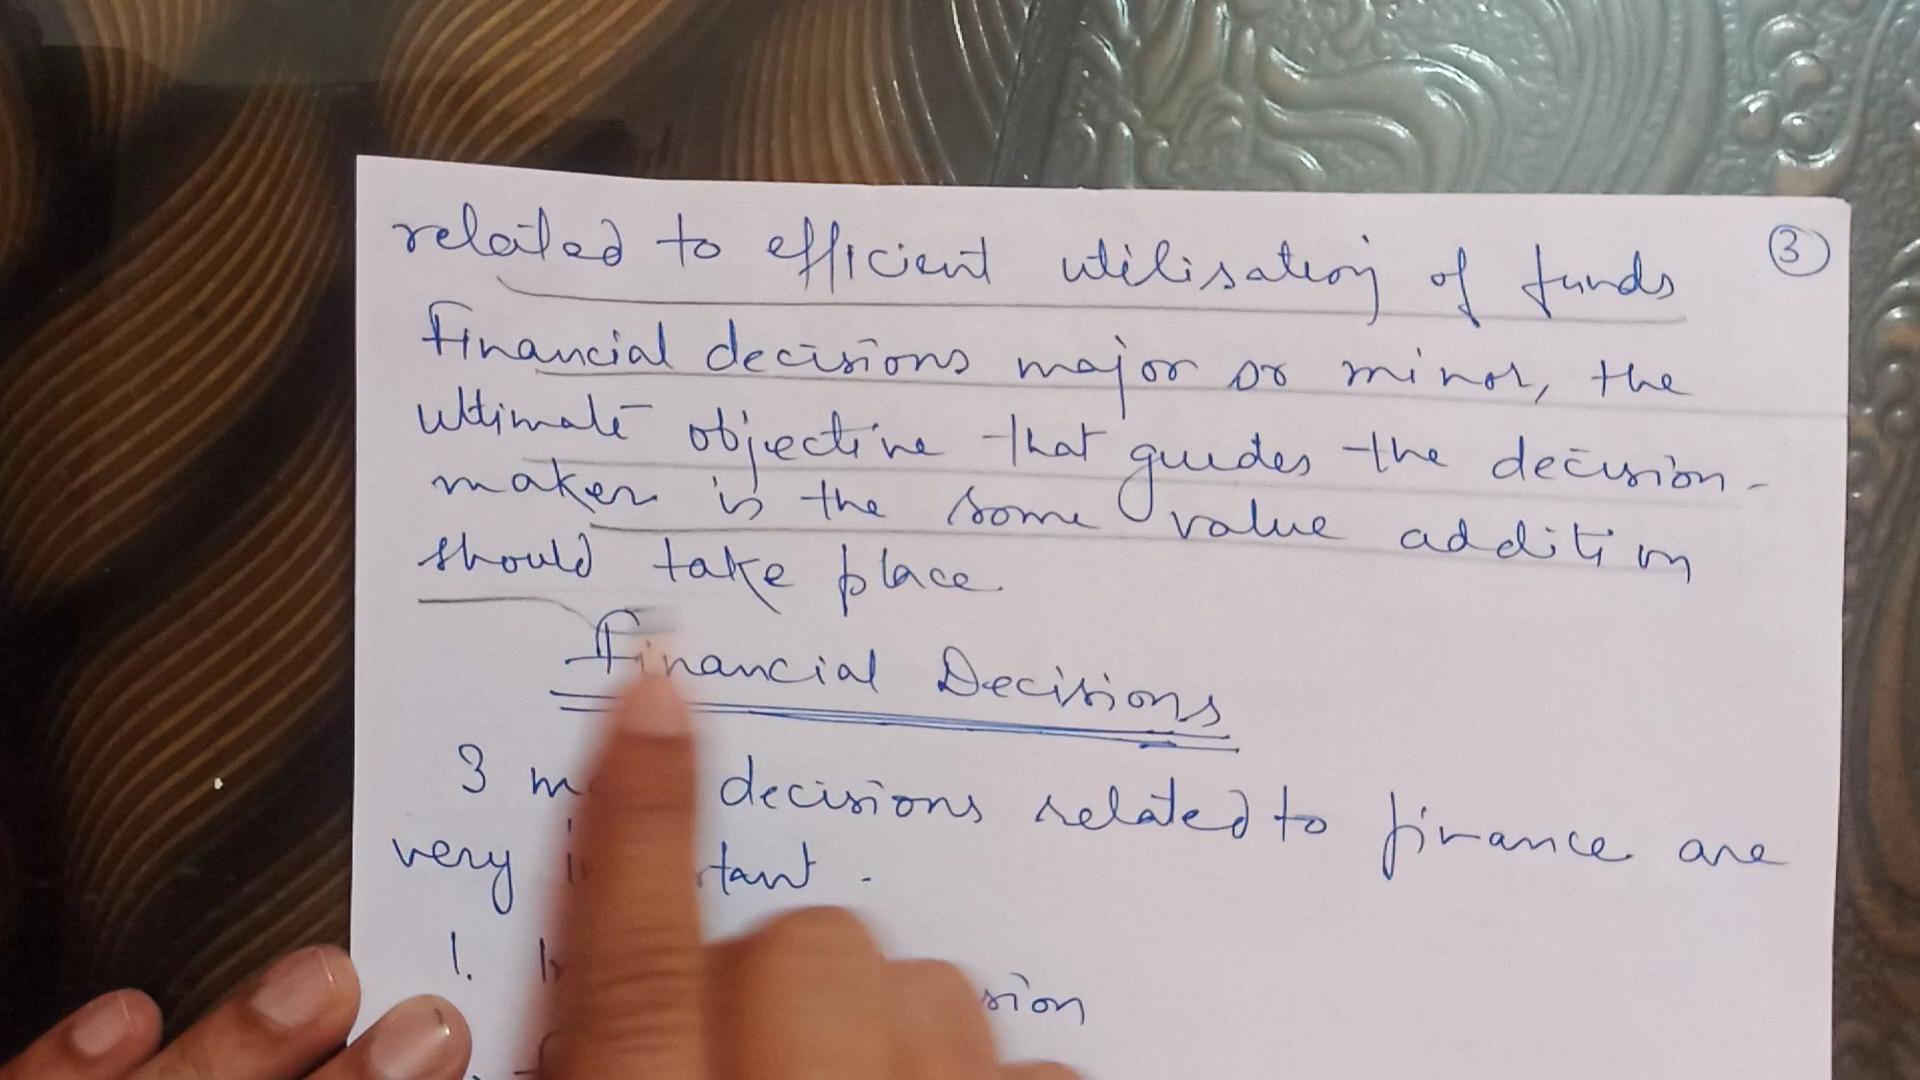 3
related to efficient utilisation of funds
Financial decisions major or minor, the
ultimate objective that guides the decision-
maker is the some value addition
should take place
Financial Decisions
3 decisions related to finance are
very
1.